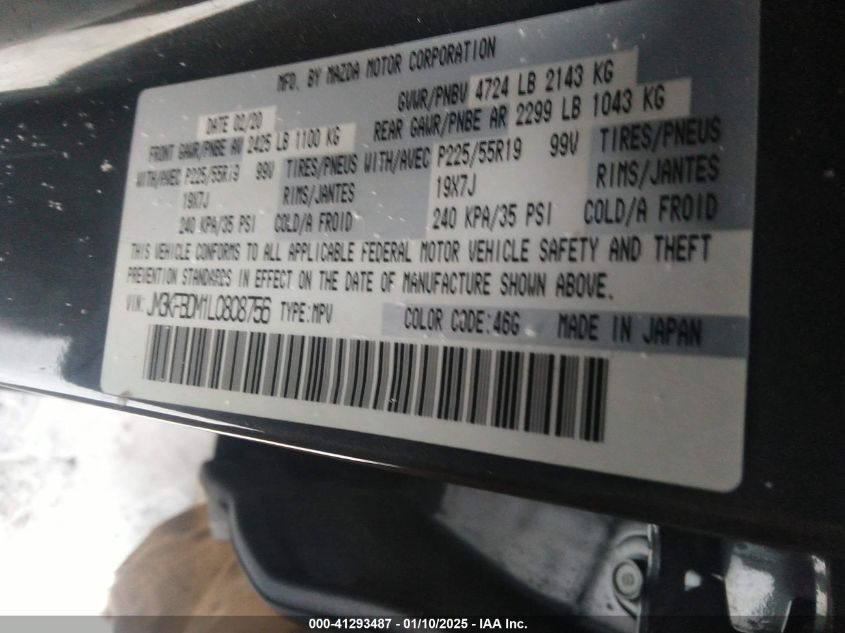 MFD. BY MAZDA MOTOR CORPORATION
DATE 02/20 GVWR/PNBV 4724 LB 2143 KG
FRONT GAWR/PNBE AV 2425 LB 1100 KG REAR GAWR/PNBE AR 2299 LB 1043 KG
WITH/AVEC P225/55R19 99V TIRES/PNEUS WITH/AVEC P225/55R19 99V TIRES/PNEUS
19X7J RIMS/JANTES 19X7J RIMS/JANTES
240 KPA/35 PSI COLD/A FROID 240 KPA/35 PSI COLD/A FROID
THIS VEHICLE CONFORMS TO ALL APPLICABLE FEDERAL MOTOR VEHICLE SAFETY AND THEFT
PREVENTION STANDARDS IN EFFECT ON THE DATE OF MANUFACTURE SHOWN ABOVE.
VIN: JM3KFBDM1L0808756 TYPE:MPV COLOR CODE:46G MADE IN JAPAN
000-41293487 - 01/10/2025 - IAA Inc.